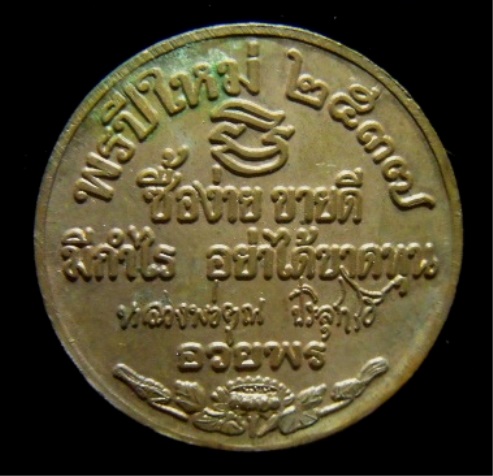 พรปีใหม่ ๒๕๓๗
ซื้อง่าย ขายดี
มีกำไร อย่าได้ขาดทุน
หลวงพ่อคูณ ปริสุทฺโธ
อวยพร